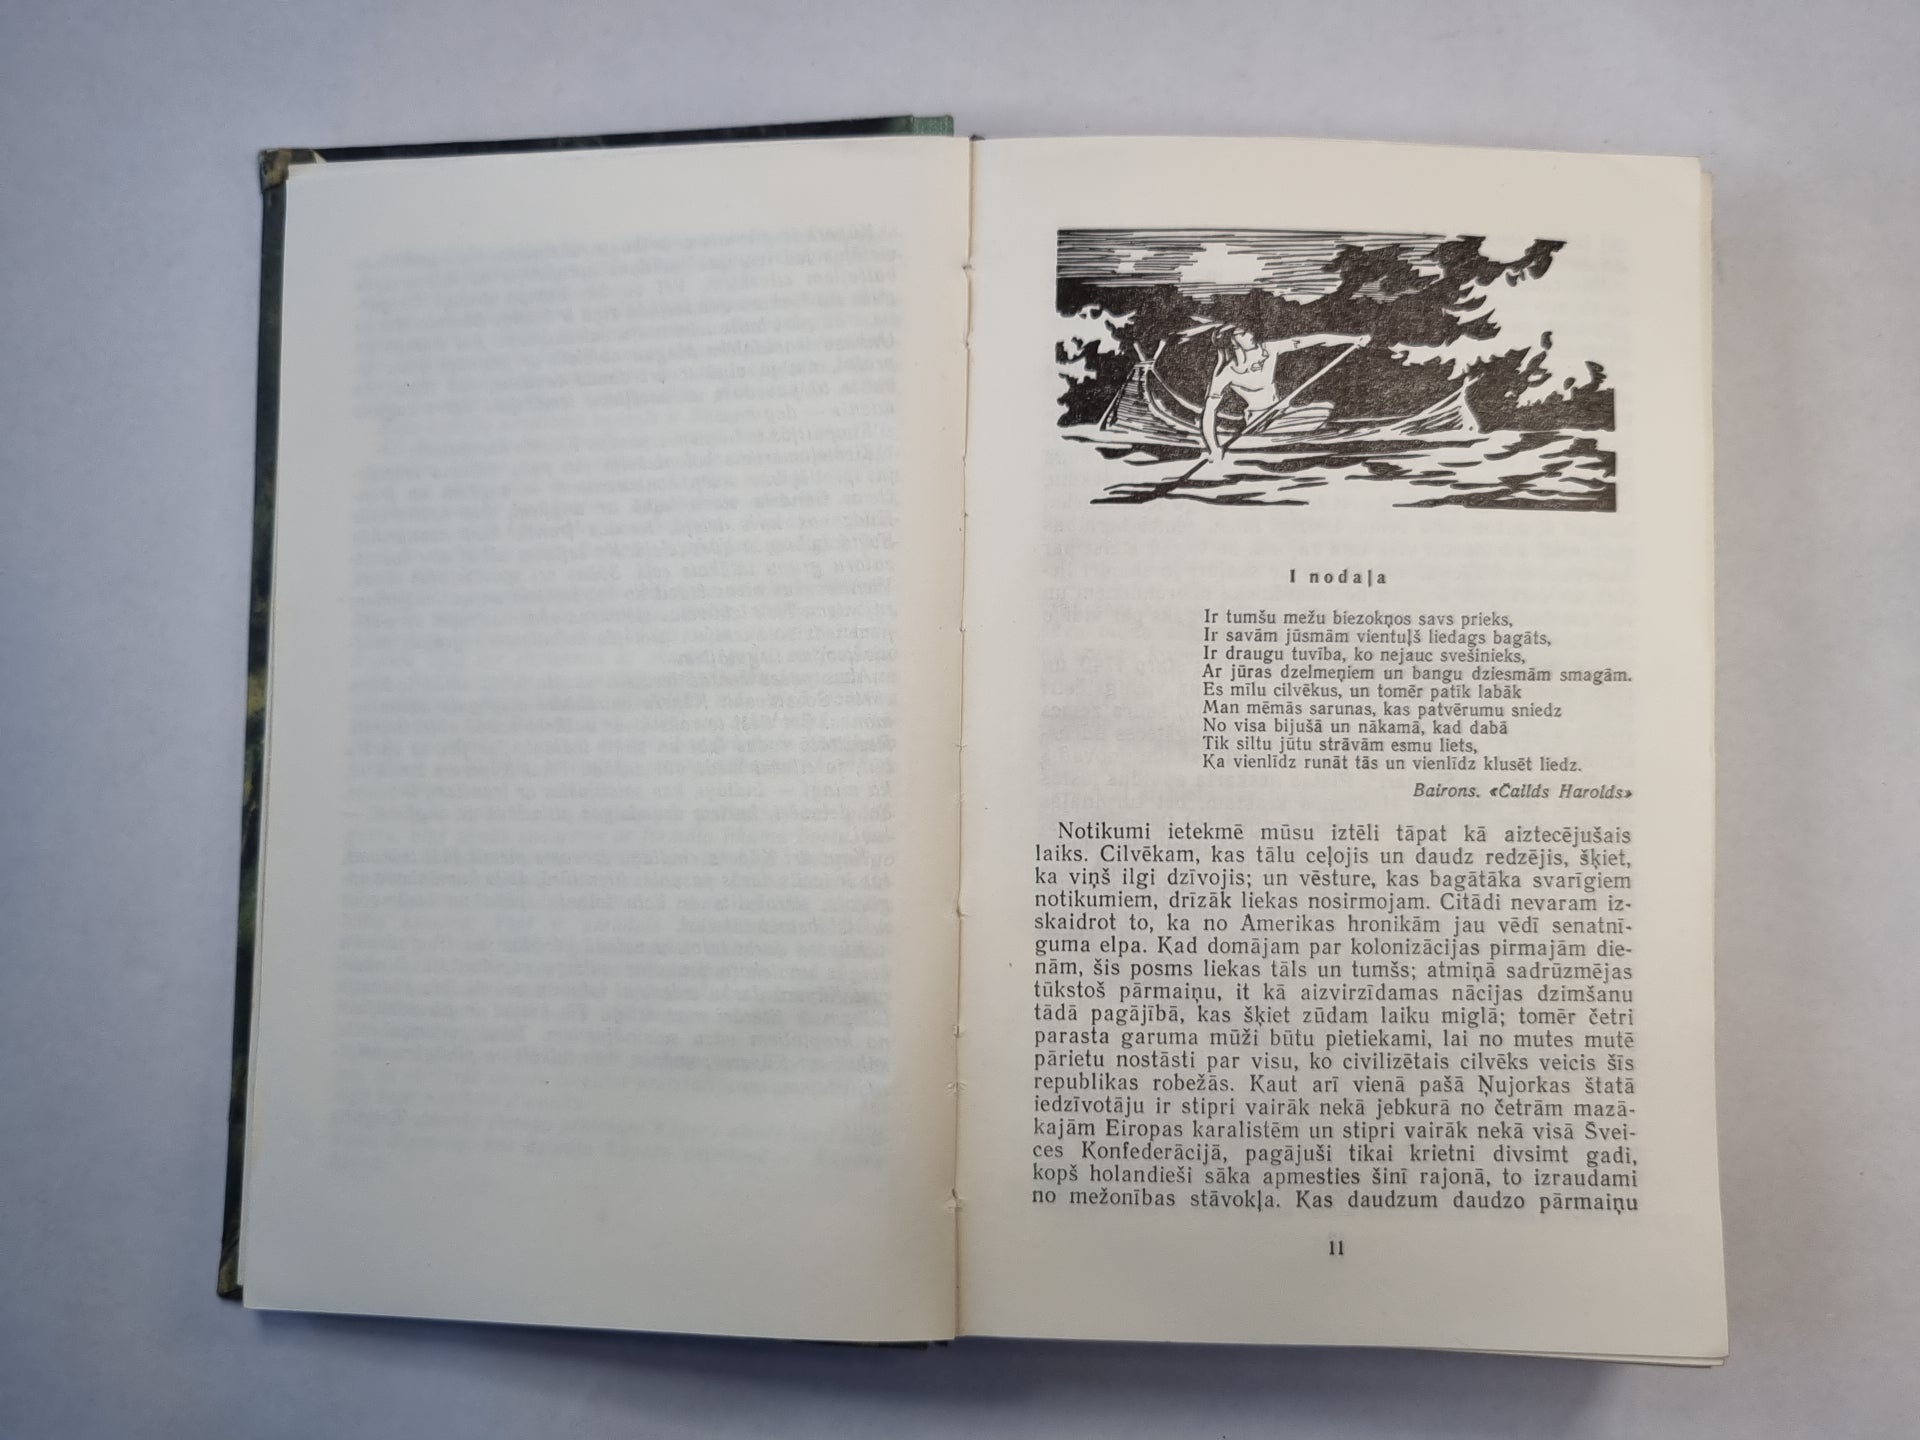 I nodaļa
Ir tumšu mežu biezokņos savs prieks,
Ir savām jūsmām vientuļš liedags bagāts,
Ir draugu tuvība, ko nejauc svešinieks,
Ar jūras dzelmeņiem un bangu dziesmām smagām.
Es mīlu cilvēkus, un tomēr patīk labāk
Man mēmās sarunas, kas patvērumu sniedz
No visa bijušā un nākamā, kad dabā
Tik siltu jūtu strāvām esmu liets,
Ka vienlīdz runāt tās un vienlīdz klusēt liedz.
Bairons. «Čailds Harolds»
Notikumi ietekmē mūsu iztēli tāpat kā aiztecējušais
laiks. Cilvēkam, kas tālu ceļojis un daudz redzējis, šķiet,
ka viņš ilgi dzīvojis; un vēsture, kas bagātāka svarīgiem
notikumiem, drīzāk liekas nosirmojam. Citādi nevaram iz-
skaidrot to, ka no Amerikas hronikām jau vēdī senatnī-
guma elpa. Kad domājam par kolonizācijas pirmajām die-
nām, šis posms liekas tāls un tumšs; atmiņā sadrūzmējas
tūkstoš pārmaiņu, it kā aizvirzīdamas nācijas dzimšanu
tādā pagājībā, kas šķiet zūdam laiku miglā; tomēr četri
parasta garuma mūži būtu pietiekami, lai no mutes mutē
pārietu nostāsti par visu, ko civilizētais cilvēks veicis šīs
republikas robežās. Kaut arī vienā pašā Ņujorkas štatā
iedzīvotāju ir stipri vairāk nekā jebkurā no četrām mazā-
kajām Eiropas karalistēm un stipri vairāk nekā visā Švei-
ces Konfederācijā, pagājuši tikai krietni divsimt gadi,
kopš holandieši sāka apmesties šinī rajonā, to izraudami
no mežonības stāvokļa. Kas daudzum daudzo pārmaiņu
11